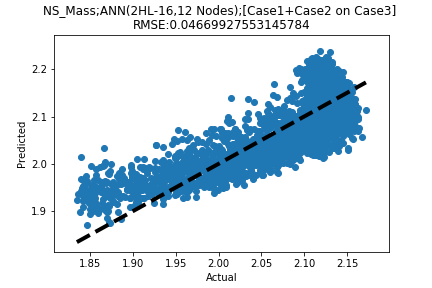 NS_Mass;ANN(2HL-16,12 Nodes);[Case1+Case2 on Case3]
RMSE:0.04669927553145784
2.2
2.1
2.0
1.9
Predicted
1.85 1.90 1.95 2.00 2.05 2.10 2.15
Actual